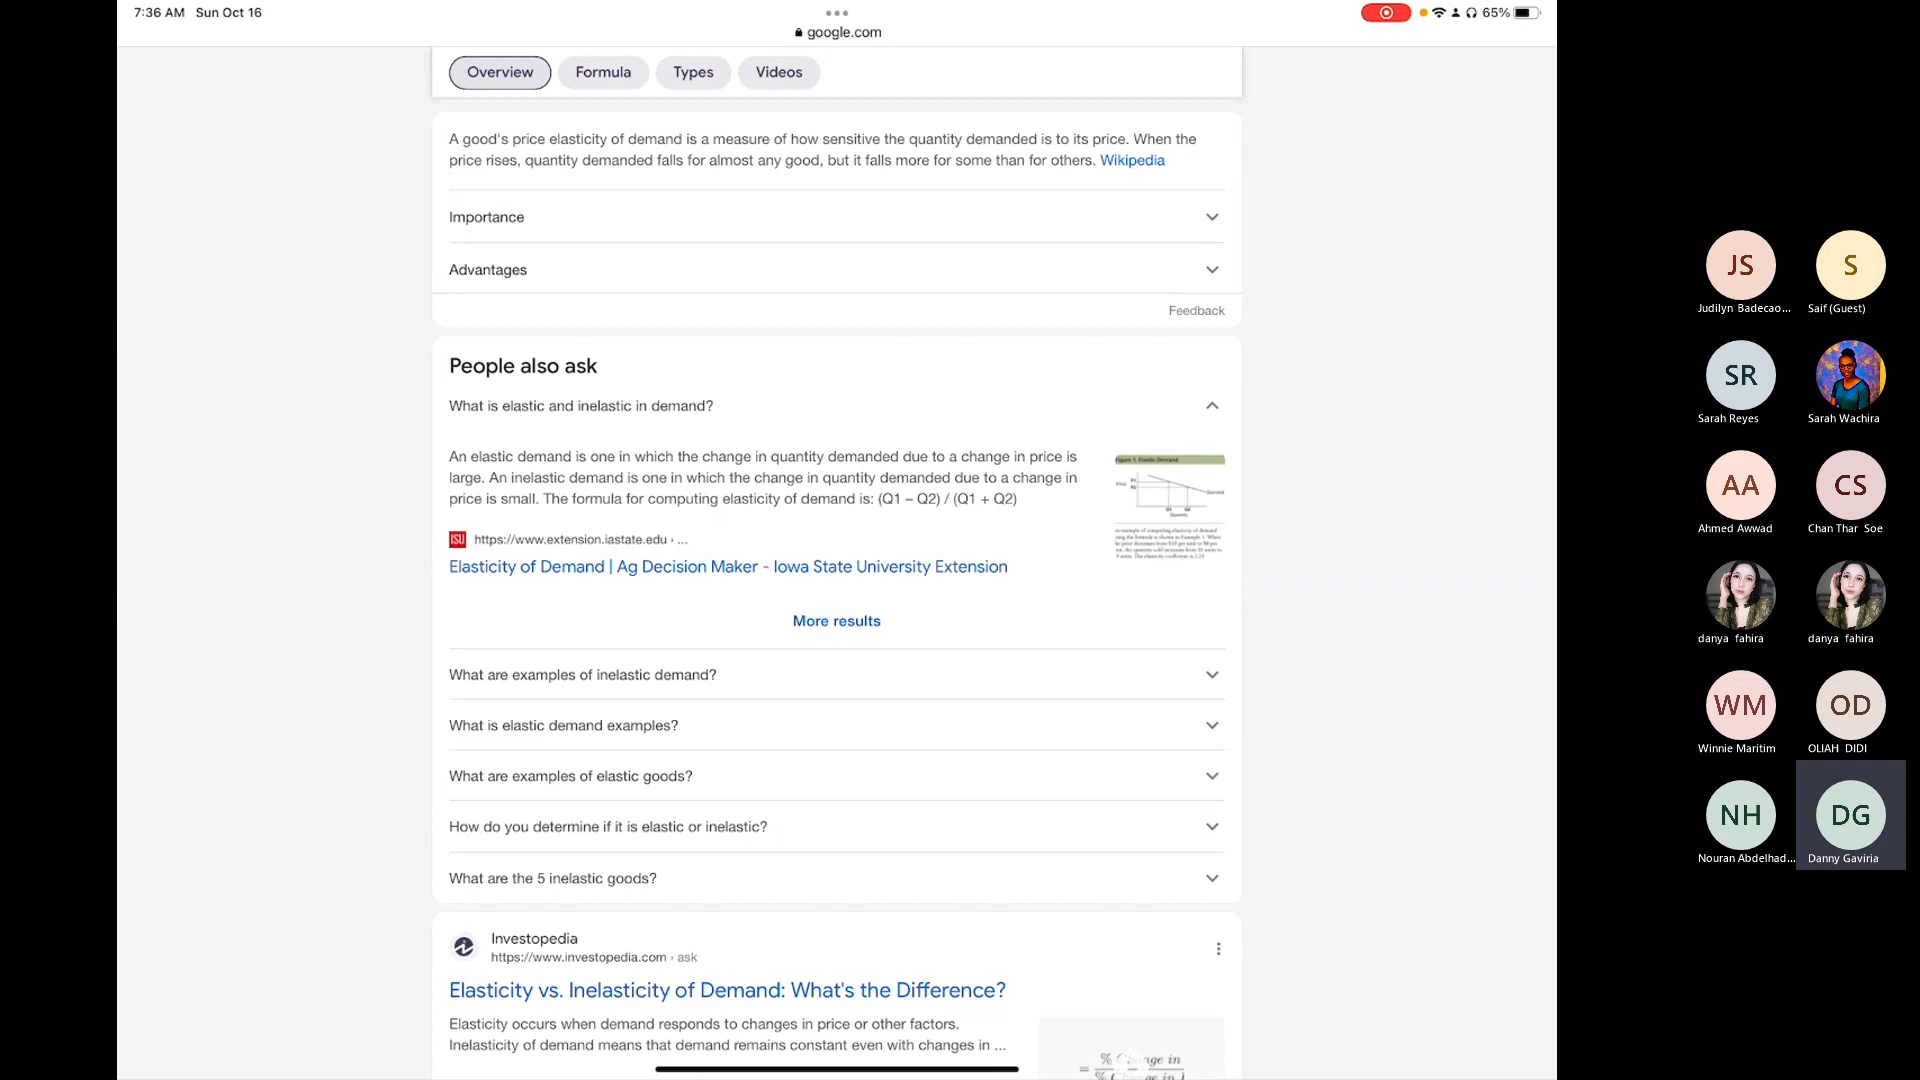 7:36 AM Sun Oct 16
google.com
65%
Overview
Formula
Types
Videos
A good's price elasticity of demand is a measure of how sensitive the quantity demanded is to its price. When the
price rises, quantity demanded falls for almost any good, but it falls more for some than for others. Wikipedia
Importance
Advantages
Feedback
People also ask
What is elastic and inelastic in demand?
An elastic demand is one in which the change in quantity demanded due to a change in price is
large. An inelastic demand is one in which the change in quantity demanded due to a change in
price is small. The formula for computing elasticity of demand is: (Q1 – Q2) / (Q1 + Q2)
Figure 1. Elastic Demand
Price
Demand
Quantity
ISU
https://www.extension.iastate.edu › ...
Elasticity of Demand | Ag Decision Maker - Iowa State University Extension
More results
What are examples of inelastic demand?
What is elastic demand examples?
What are examples of elastic goods?
How do you determine if it is elastic or inelastic?
What are the 5 inelastic goods?
Investopedia
https://www.investopedia.com › ask
Elasticity vs. Inelasticity of Demand: What's the Difference?
Elasticity occurs when demand responds to changes in price or other factors.
Inelasticity of demand means that demand remains constant even with changes in ...
= % Change in
% Change in
JS
Judilyn Badecao...
S
Saif (Guest)
SR
Sarah Reyes
Sarah Wachira
AA
Ahmed Awwad
CS
Chan Thar Soe
danya fahira
danya fahira
WM
Winnie Maritim
OD
OLIAH DIDI
NH
Nouran Abdelhad...
DG
Danny Gaviria